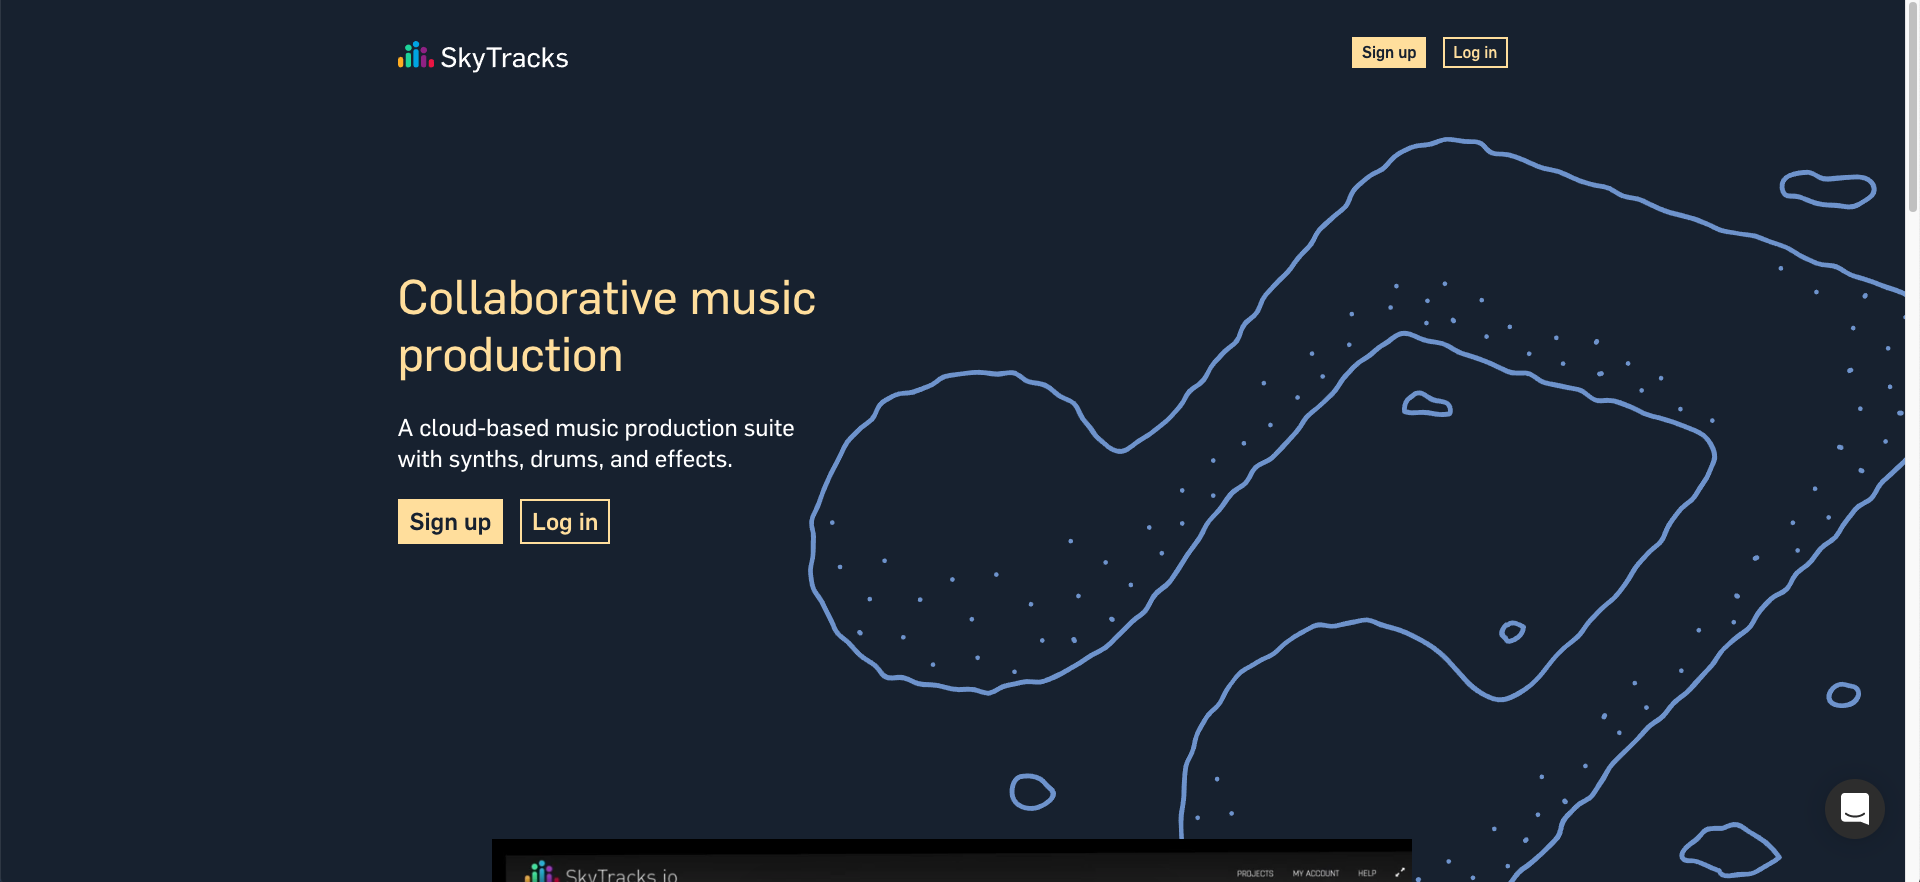 SkyTracks
Sign up
Log in
Collaborative music
production
A cloud-based music production suite
with synths, drums, and effects.
Sign up
Log in
SkyTracks.io
PROJECTS
MY ACCOUNT
HELP